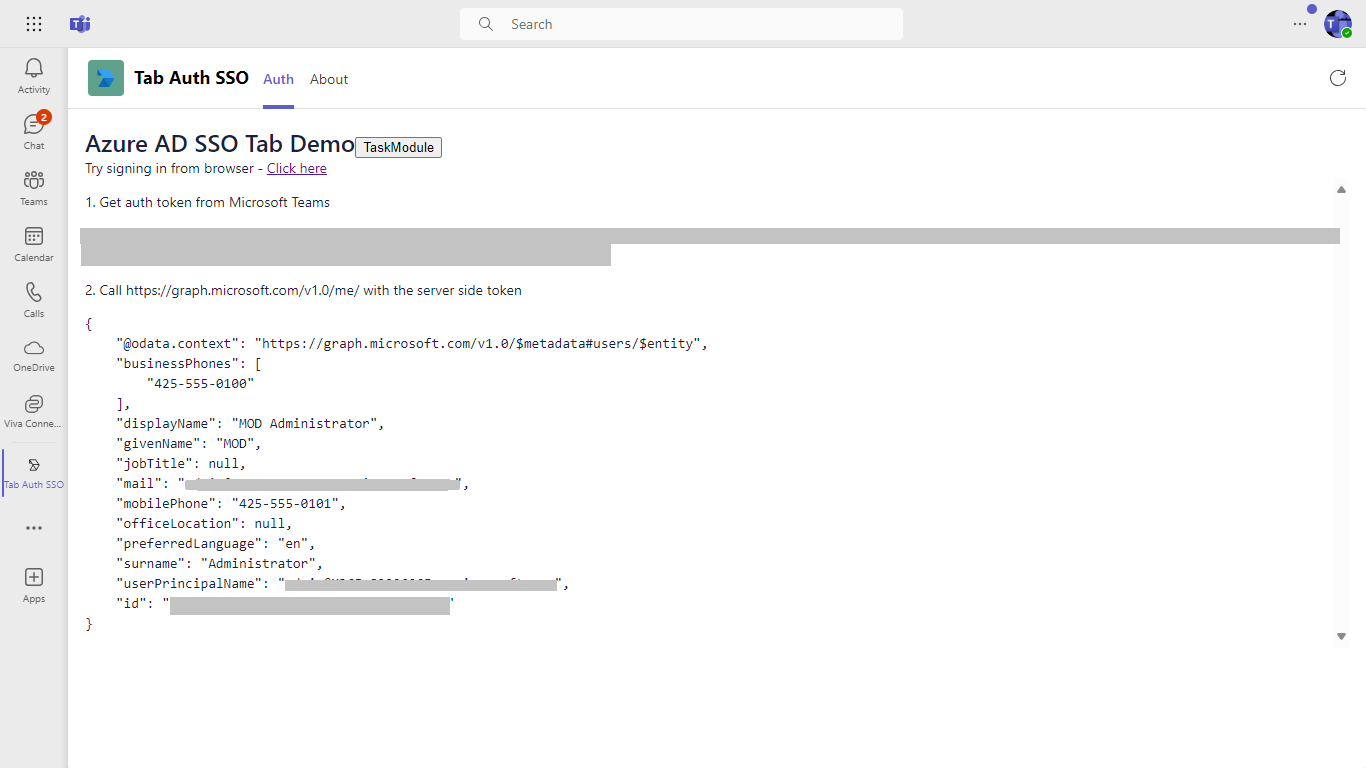 Search
Activity
2
Chat
Teams
Calendar
Calls
OneDrive
Viva Conne...
Tab Auth SSO
Apps
Tab Auth SSO
Auth
About
Azure AD SSO Tab Demo
TaskModule
Try signing in from browser - Click here
1. Get auth token from Microsoft Teams
2. Call https://graph.microsoft.com/v1.0/me/ with the server side token
{
"@odata.context": "https://graph.microsoft.com/v1.0/$metadata#users/$entity",
"businessPhones": [
"425-555-0100"
],
"displayName": "MOD Administrator",
"givenName": "MOD",
"jobTitle": null,
"mail": "",
"mobilePhone": "425-555-0101",
"officeLocation": null,
"preferredLanguage": "en",
"surname": "Administrator",
"userPrincipalName": "",
"id": "
}